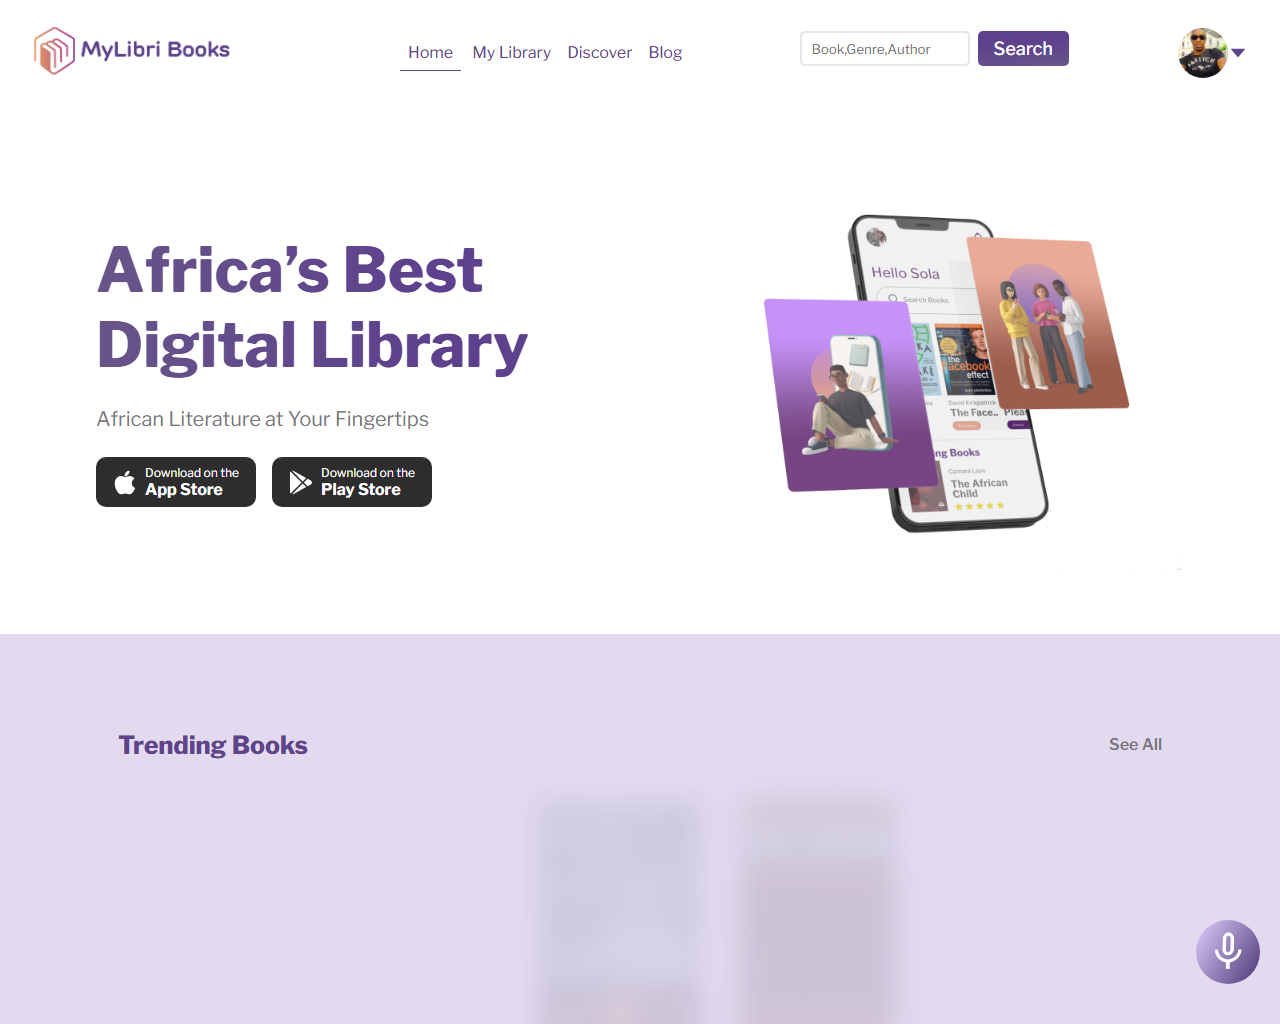 MyLibri Books
Home My Library Discover Blog
Book,Genre,Author
Search
Africa’s Best
Digital Library
African Literature at Your Fingertips
Download on the
App Store
Download on the
Play Store
Hello Sola
Search Books
the
facebook
effect
David Kirkpatrick
The Face..
Pleas
ng Books
Camara Laye
The African
Child
Trending Books
See All